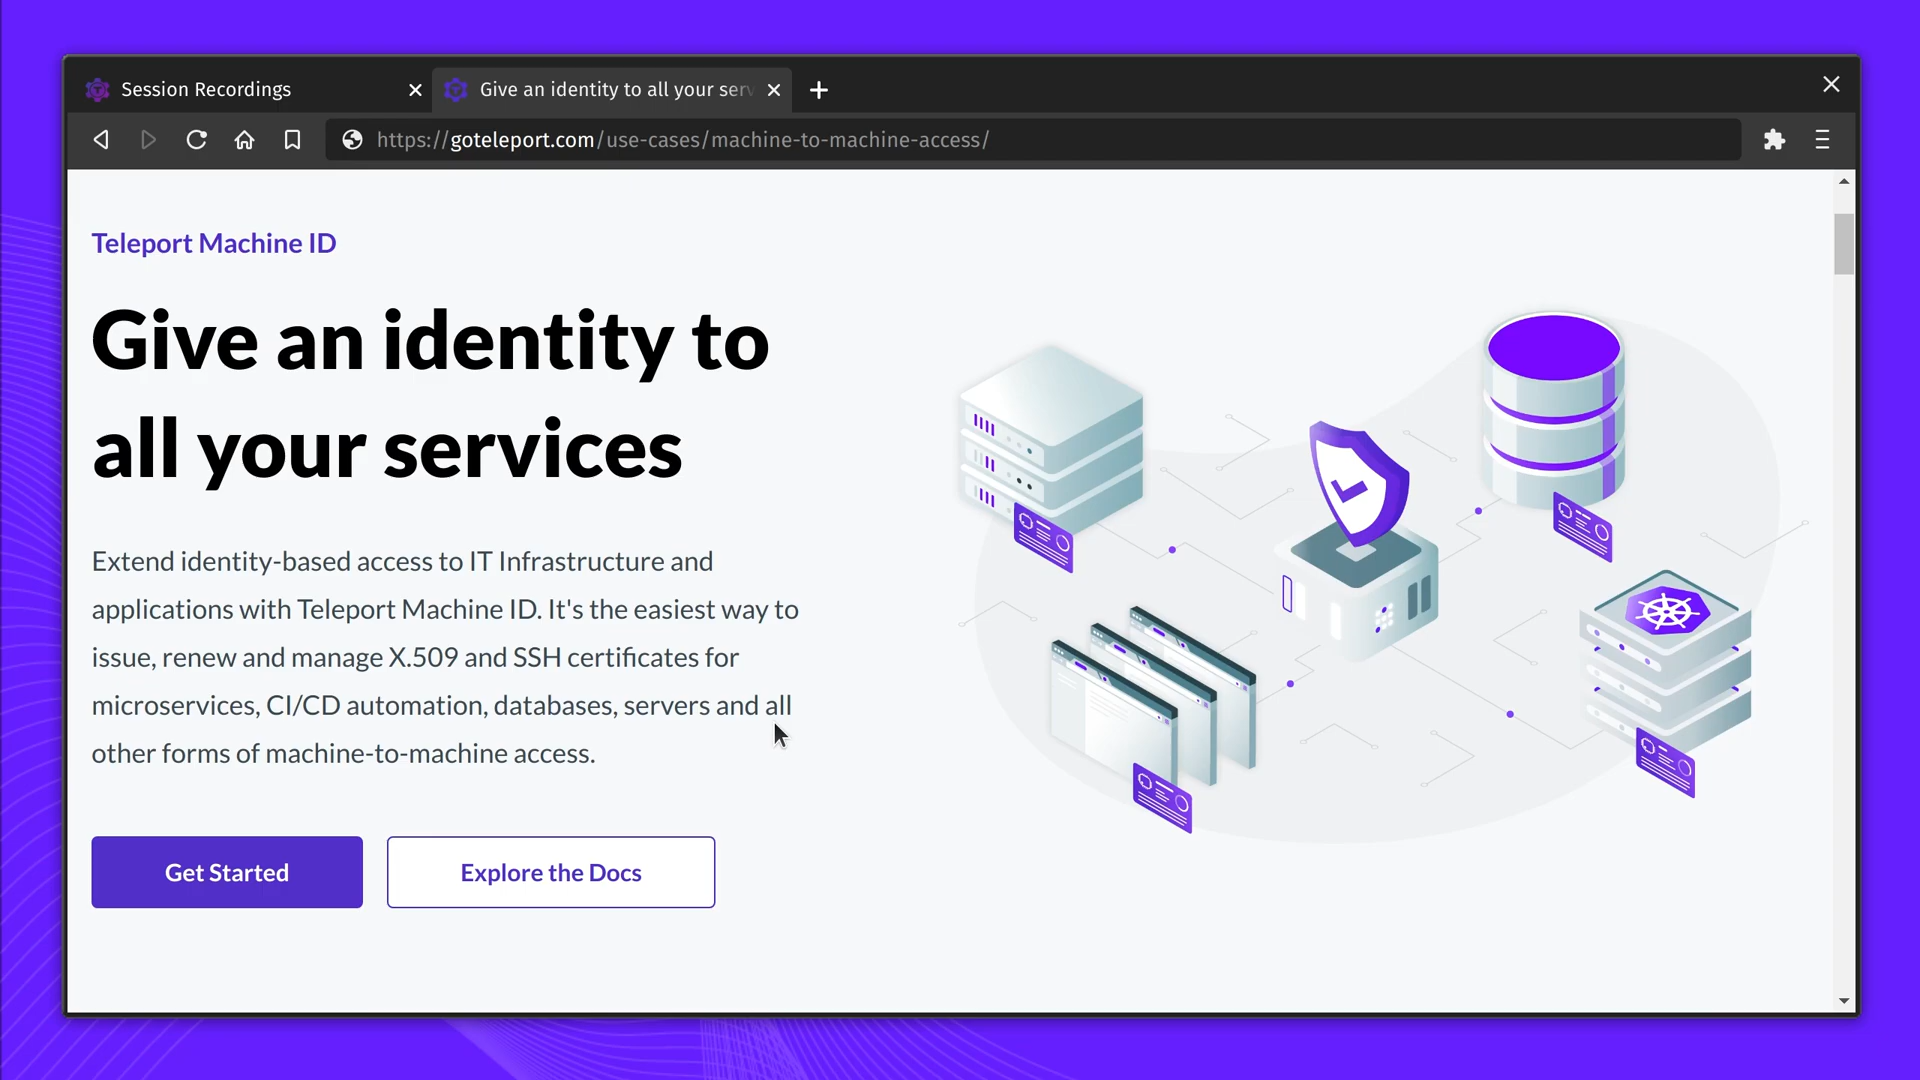 Session Recordings
Give an identity to all your serv
https://goteleport.com/use-cases/machine-to-machine-access/
Teleport Machine ID
Give an identity to
all your services
Extend identity-based access to IT Infrastructure and
applications with Teleport Machine ID. It's the easiest way to
issue, renew and manage X.509 and SSH certificates for
microservices, CI/CD automation, databases, servers and all
other forms of machine-to-machine access.
Get Started
Explore the Docs